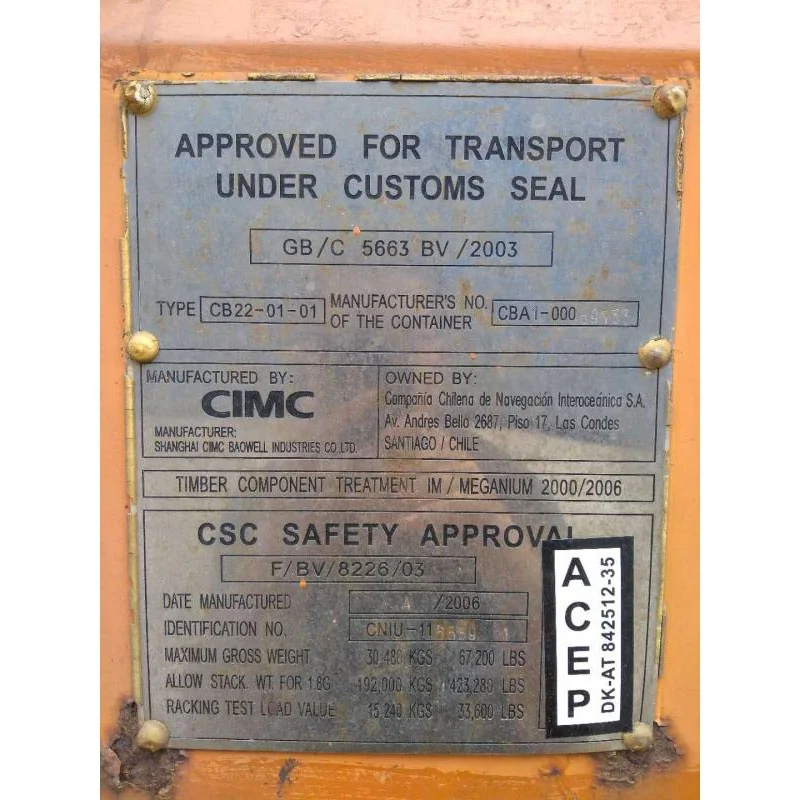 APPROVED FOR TRANSPORT
UNDER CUSTOMS SEAL
GB/C 5663 BV/2003
TYPE CB22-01-01
MANUFACTURER'S NO.
OF THE CONTAINER
MANUFACTURED BY:
CIMC
MANUFACTURER:
SHANGHAI CIMC BAOWELL INDUSTRIES CO.,LTD.
OWNED BY:
Compañia Chilena de Navegación Interoceánica S.A.
Av. Andres Bello 2687, Piso 17, Las Condes
SANTIAGO / CHILE
TIMBER COMPONENT TREATMENT IM / MEGANIUM 2000/2006
CSC SAFETY APPROVAL
F/BV/8226/03
DATE MANUFACTURED /2006
IDENTIFICATION NO.
MAXIMUM GROSS WEIGHT 30,480 KGS 67,200 LBS
ALLOW STACK. WT. FOR 1.8G 192,000 KGS 423,280 LBS
RACKING TEST LOAD VALUE 15,240 KGS 33,600 LBS
ACEP
DK-AT 842512-35